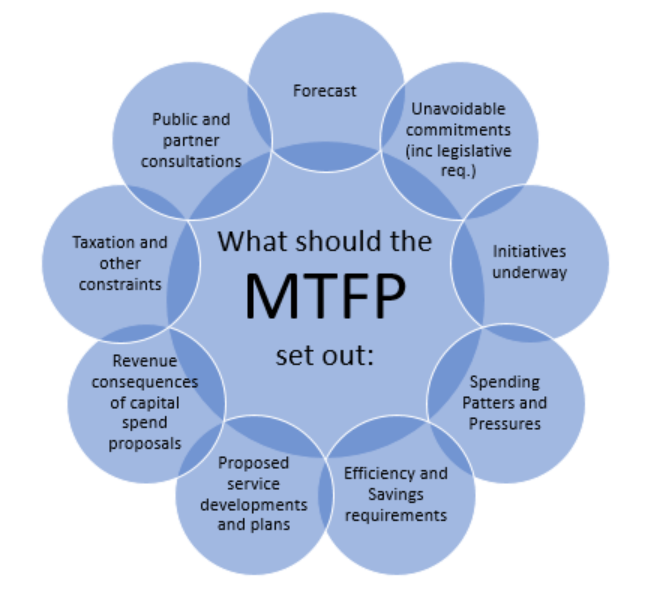 Forecast
Unavoidable
commitments
(inc legislative
req.)
Initiatives
underway
Spending
Patters and
Pressures
Efficiency and
Savings
requirements
Proposed
service
developments
and plans
Revenue
consequences
of capital
spend
proposals
Taxation and
other
constraints
Public and
partner
consultations
What should the
MTFP
set out: